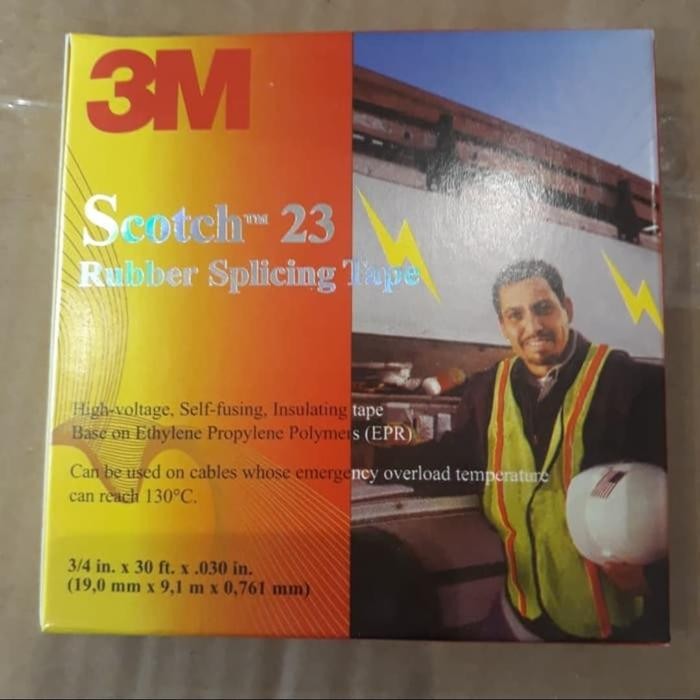 3M
Scotch™ 23
Rubber Splicing Tape
High-voltage, Self-fusing, Insulating tape
Base on Ethylene Propylene Polymers (EPR)
Can be used on cables whose emergency overload temperature
can reach 130°C.
3/4 in. x 30 ft. x .030 in.
(19,0 mm x 9,1 m x 0,761 mm)